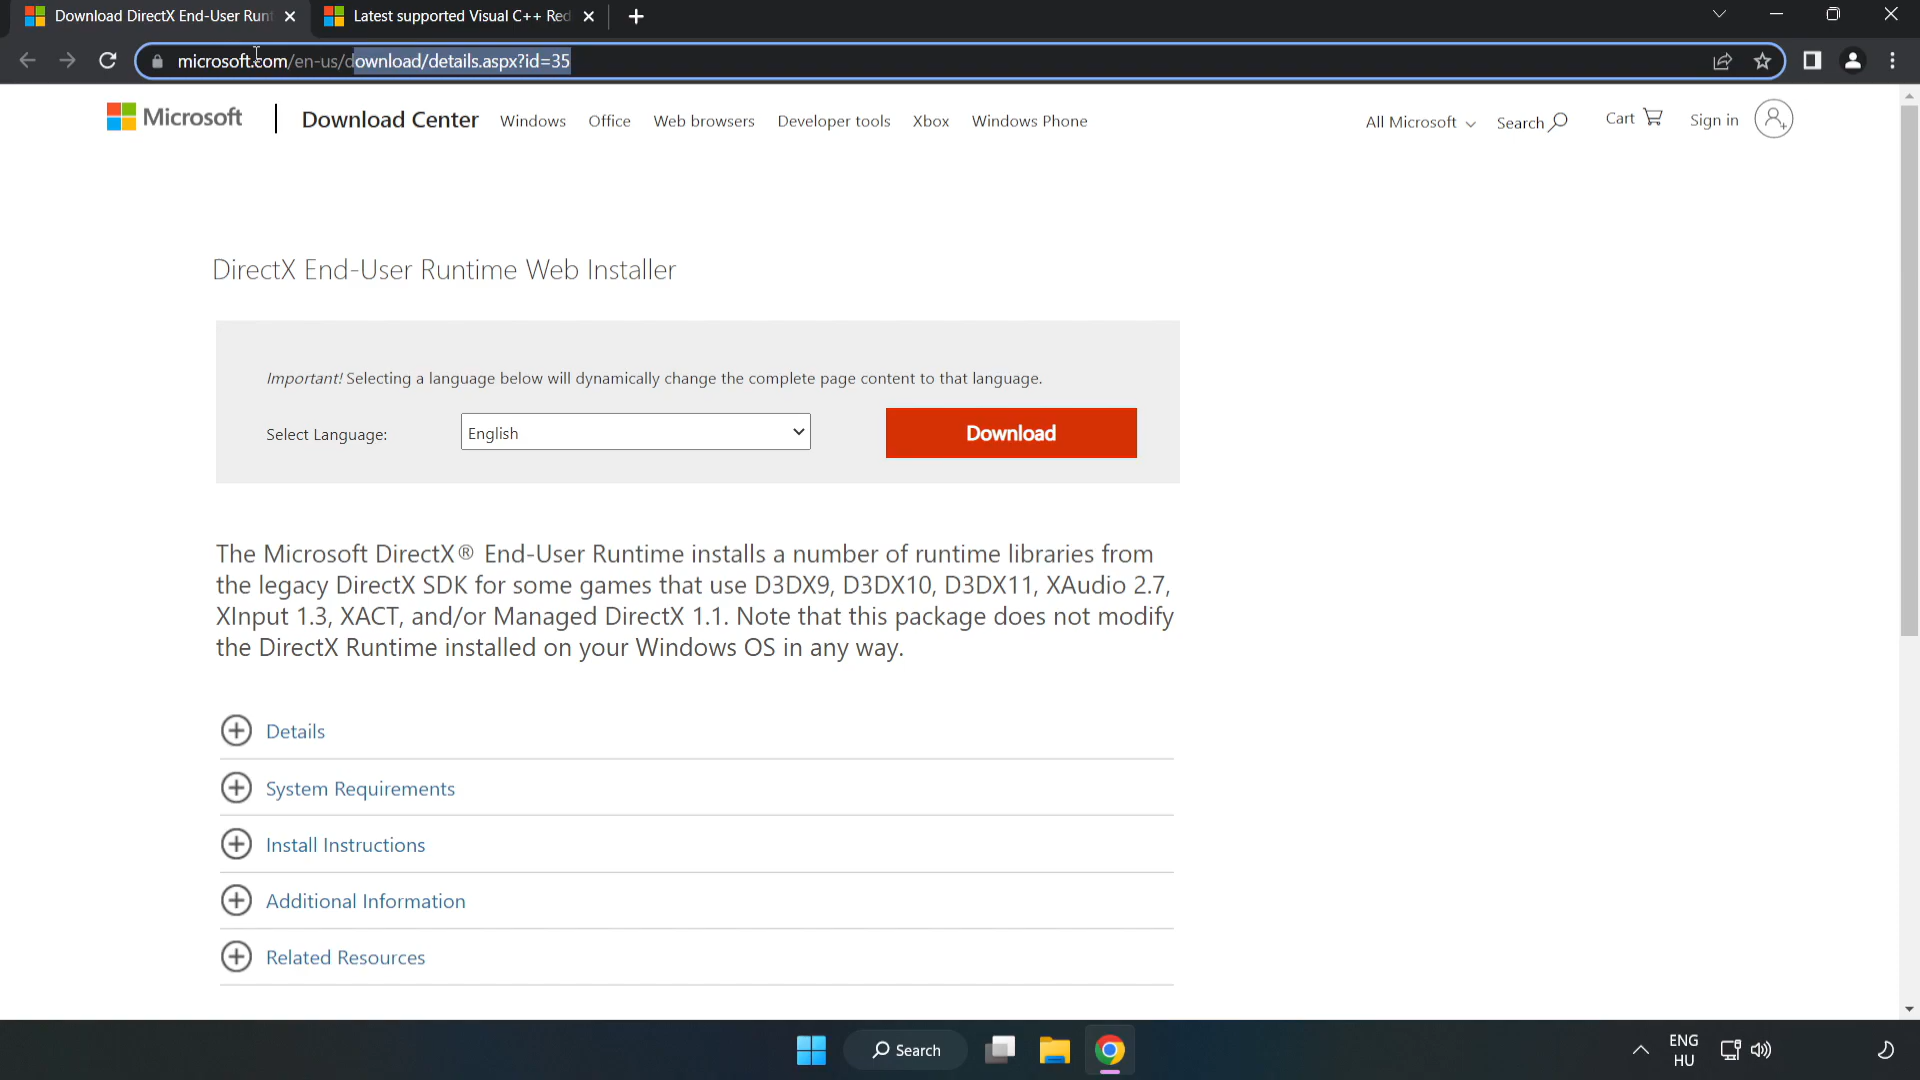 Download DirectX End-User Runt
Latest supported Visual C++ Red
microsoft.com/en-us/download/details.aspx?id=35
Microsoft
Download Center
Windows
Office
Web browsers
Developer tools
Xbox
Windows Phone
All Microsoft
Search
Cart
Sign in
DirectX End-User Runtime Web Installer
Important! Selecting a language below will dynamically change the complete page content to that language.
Select Language:
English
Download
The Microsoft DirectX® End-User Runtime installs a number of runtime libraries from
the legacy DirectX SDK for some games that use D3DX9, D3DX10, D3DX11, XAudio 2.7,
XInput 1.3, XACT, and/or Managed DirectX 1.1. Note that this package does not modify
the DirectX Runtime installed on your Windows OS in any way.
Details
System Requirements
Install Instructions
Additional Information
Related Resources
Search
ENG
HU